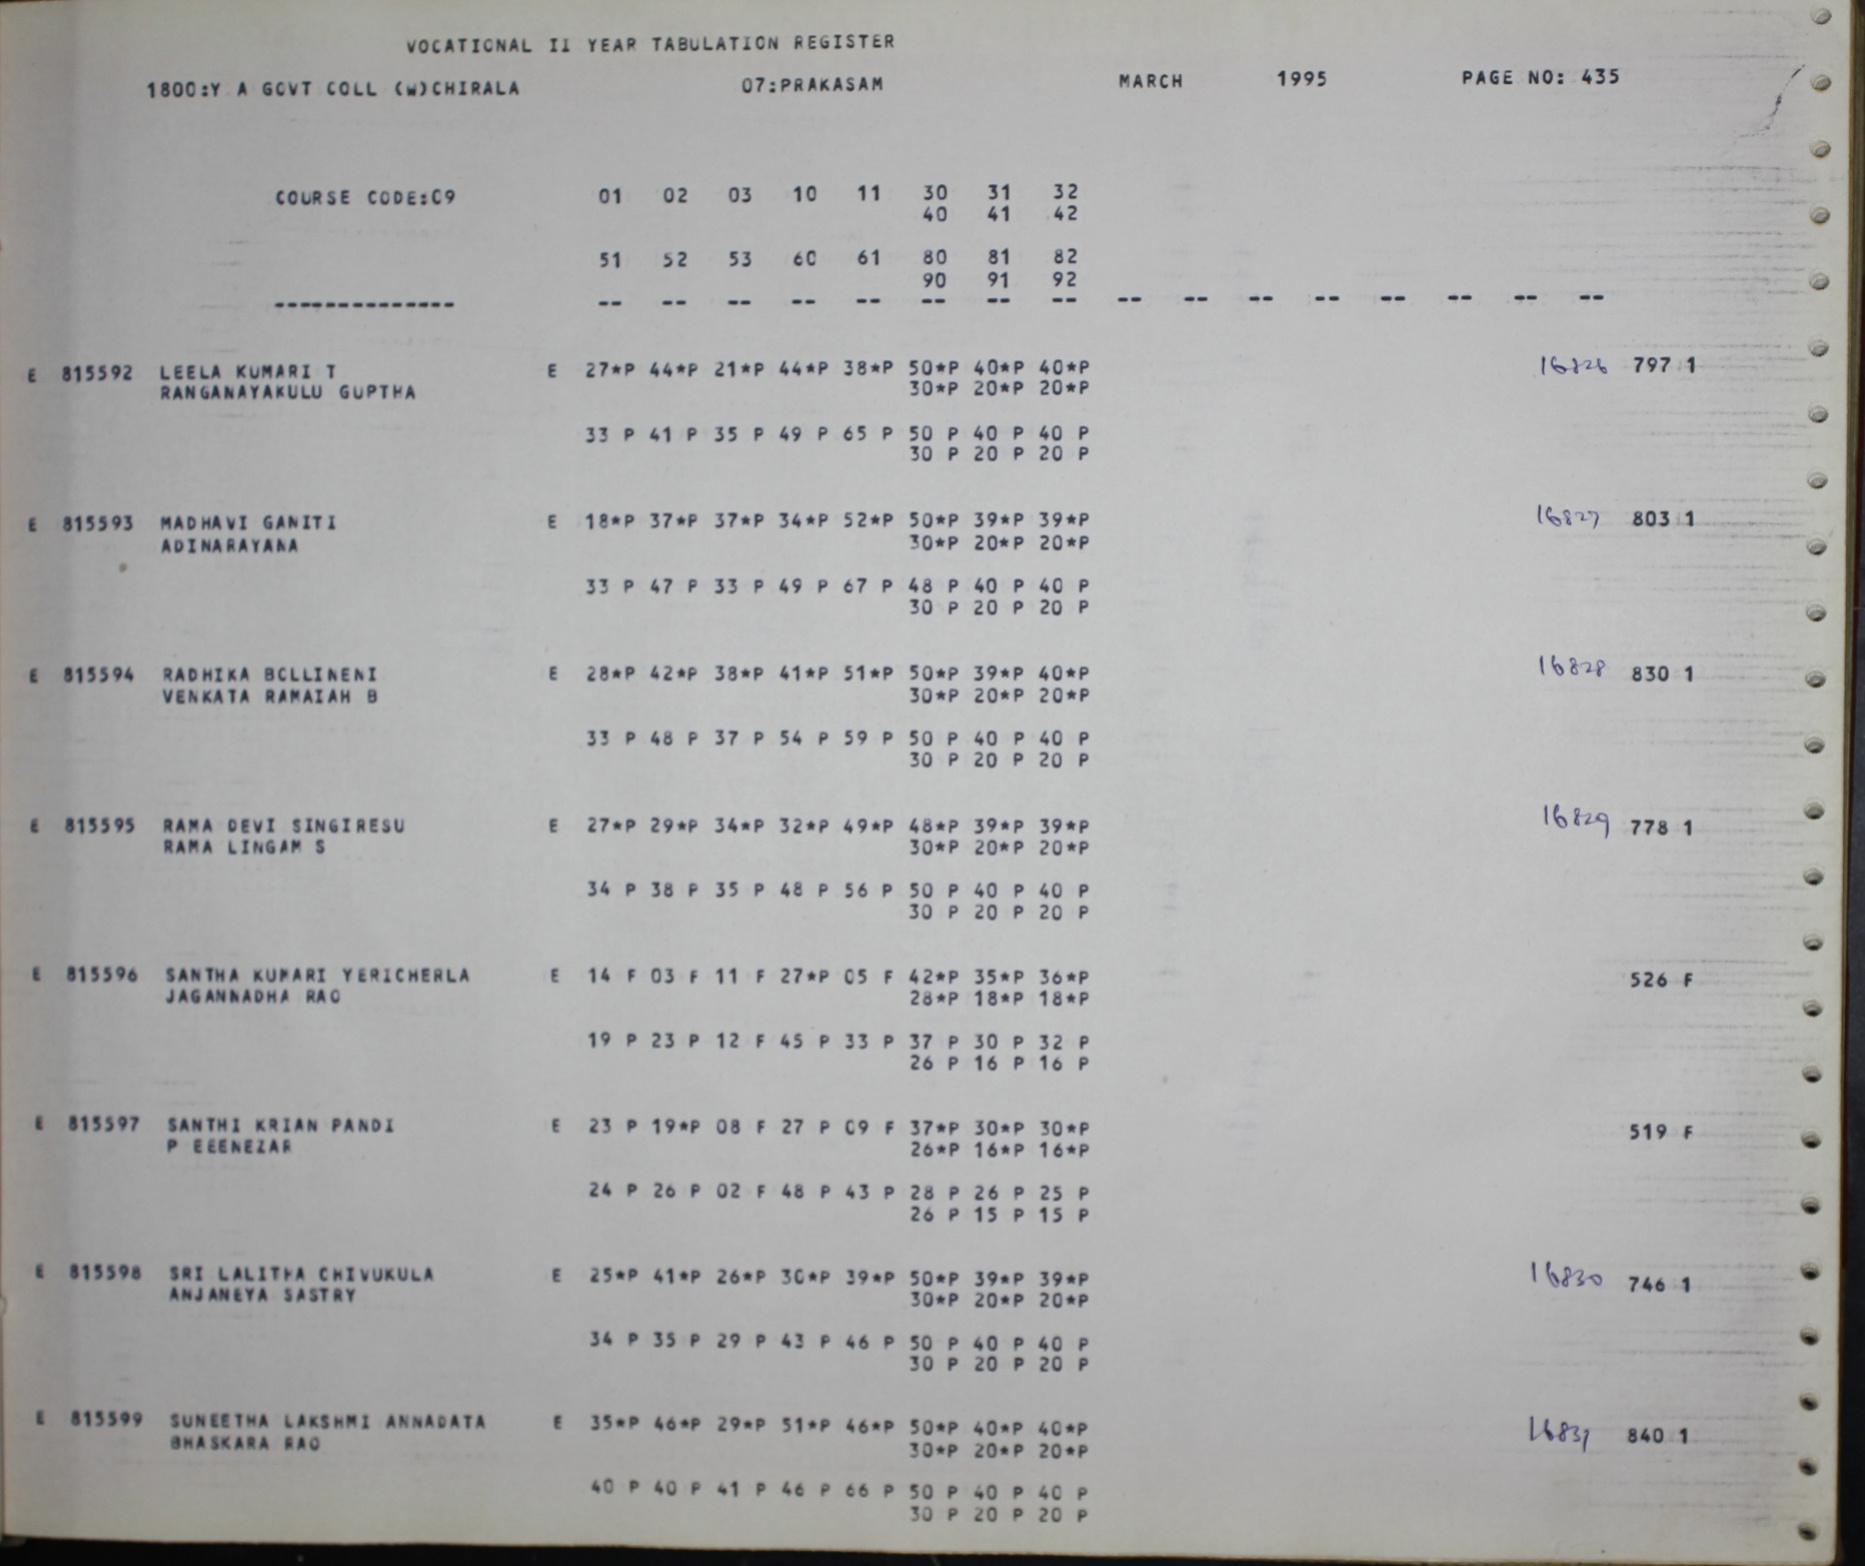 VOCATIONAL II YEAR TABULATION REGISTER
1800:Y A GOVT COLL (W)CHIRALA 07:PRAKASAM MARCH 1995 PAGE NO: 435
COURSE CODE:C9 01 02 03 10 11 30 31 32
40 41 42
51 52 53 60 61 80 81 82
90 91 92
-------------- -- -- -- -- -- -- -- -- -- -- -- -- -- -- -- --
E 815592 LEELA KUMARI T E 27*P 44*P 21*P 44*P 38*P 50*P 40*P 40*P 16826 797 1
RANGANAYAKULU GUPTHA 30*P 20*P 20*P
33 P 41 P 35 P 49 P 65 P 50 P 40 P 40 P
30 P 20 P 20 P
E 815593 MADHAVI GANITI E 18*P 37*P 37*P 34*P 52*P 50*P 39*P 39*P 16827 803 1
ADINARAYANA 30*P 20*P 20*P
33 P 47 P 33 P 49 P 67 P 48 P 40 P 40 P
30 P 20 P 20 P
E 815594 RADHIKA BOLLINENI E 28*P 42*P 38*P 41*P 51*P 50*P 39*P 40*P 16828 830 1
VENKATA RAMAIAH B 30*P 20*P 20*P
33 P 48 P 37 P 54 P 59 P 50 P 40 P 40 P
30 P 20 P 20 P
E 815595 RAMA DEVI SINGIRESU E 27*P 29*P 34*P 32*P 49*P 48*P 39*P 39*P 16829 778 1
RAMA LINGAM S 30*P 20*P 20*P
34 P 38 P 35 P 48 P 56 P 50 P 40 P 40 P
30 P 20 P 20 P
E 815596 SANTHA KUMARI YERICHERLA E 14 F 03 F 11 F 27*P 05 F 42*P 35*P 36*P 526 F
JAGANNADHA RAO 28*P 18*P 18*P
19 P 23 P 12 F 45 P 33 P 37 P 30 P 32 P
26 P 16 P 16 P
E 815597 SANTHI KRIAN PANDI E 23 P 19*P 08 F 27 P 09 F 37*P 30*P 30*P 519 F
P EEENEZAR 26*P 16*P 16*P
24 P 26 P 02 F 48 P 43 P 28 P 26 P 25 P
26 P 15 P 15 P
E 815598 SRI LALITHA CHIVUKULA E 25*P 41*P 26*P 30*P 39*P 50*P 39*P 39*P 16830 746 1
ANJANEYA SASTRY 30*P 20*P 20*P
34 P 35 P 29 P 43 P 46 P 50 P 40 P 40 P
30 P 20 P 20 P
E 815599 SUNEETHA LAKSHMI ANNADATA E 35*P 46*P 29*P 51*P 46*P 50*P 40*P 40*P 16831 840 1
BHASKARA RAO 30*P 20*P 20*P
40 P 40 P 41 P 46 P 66 P 50 P 40 P 40 P
30 P 20 P 20 P